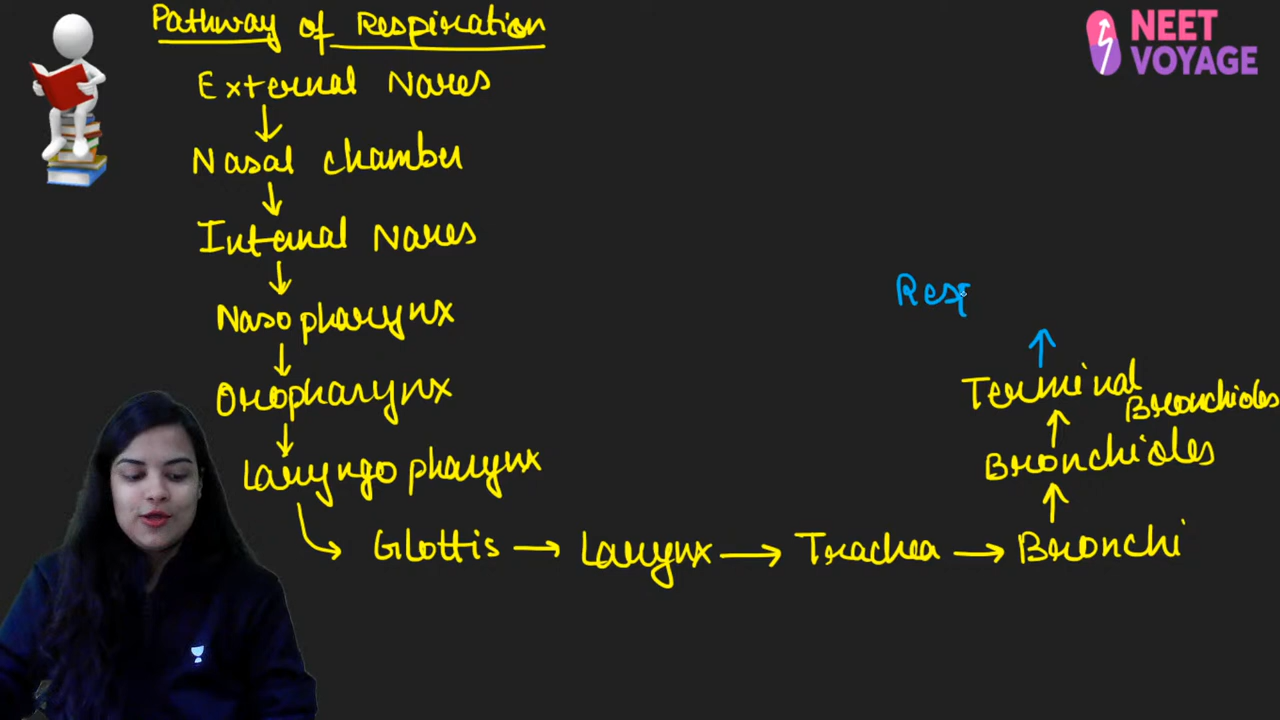 Pathway of Respiration
NEET
VOYAGE
External Nares
Nasal chamber
Internal Nares
Nasopharynx
Oropharynx
Laryngopharynx
Glottis → Larynx → Trachea → Bronchi
Bronchioles
Terminal Bronchioles
Resp